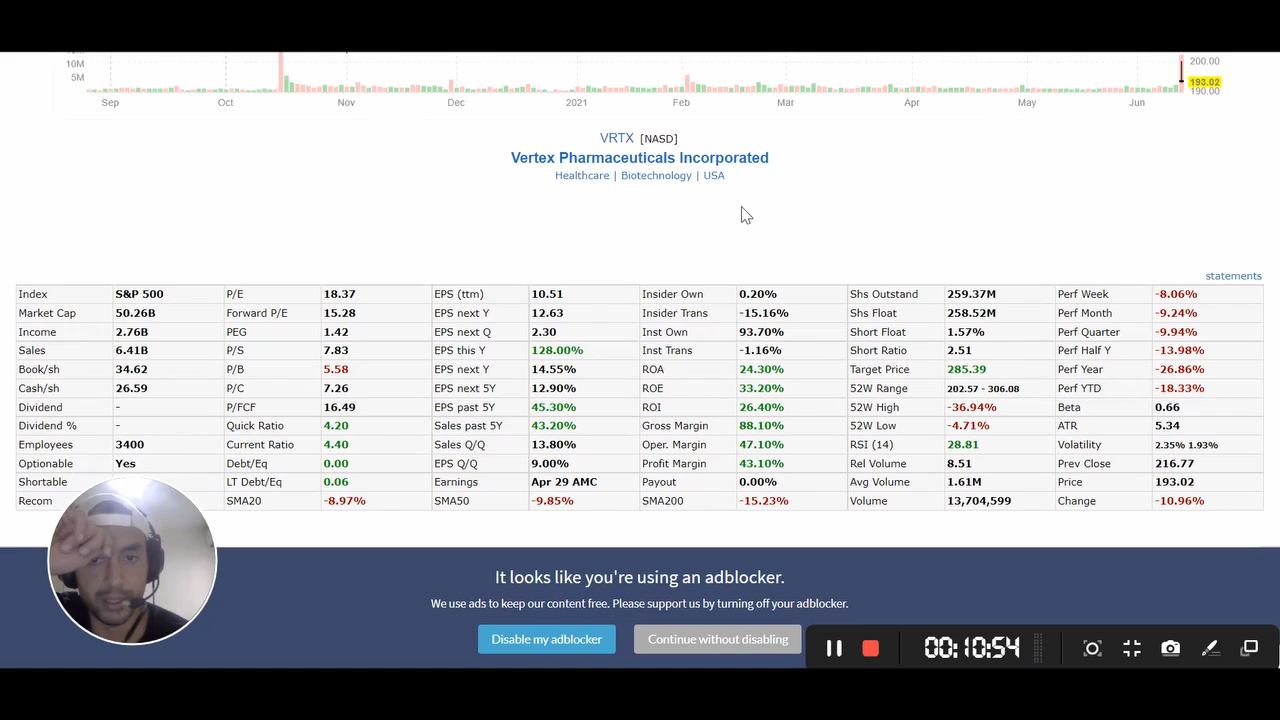 10M
200.00
5M
193.02
190.00
Sep Oct Nov Dec 2021 Feb Mar Apr May Jun
VRTX [NASD]
Vertex Pharmaceuticals Incorporated
Healthcare | Biotechnology | USA
statements
Index S&P 500 P/E 18.37 EPS (ttm) 10.51 Insider Own 0.20% Shs Outstand 259.37M Perf Week -8.06%
Market Cap 50.26B Forward P/E 15.28 EPS next Y 12.63 Insider Trans -15.16% Shs Float 258.52M Perf Month -9.24%
Income 2.76B PEG 1.42 EPS next Q 2.30 Inst Own 93.70% Short Float 1.57% Perf Quarter -9.94%
Sales 6.41B P/S 7.83 EPS this Y 128.00% Inst Trans -1.16% Short Ratio 2.51 Perf Half Y -13.98%
Book/sh 34.62 P/B 5.58 EPS next Y 14.55% ROA 24.30% Target Price 285.39 Perf Year -26.86%
Cash/sh 26.59 P/C 7.26 EPS next 5Y 12.90% ROE 33.20% 52W Range 202.57 - 306.08 Perf YTD -18.33%
Dividend - P/FCF 16.49 EPS past 5Y 45.30% ROI 26.40% 52W High -36.94% Beta 0.66
Dividend % - Quick Ratio 4.20 Sales past 5Y 43.20% Gross Margin 88.10% 52W Low -4.71% ATR 5.34
Employees 3400 Current Ratio 4.40 Sales Q/Q 13.80% Oper. Margin 47.10% RSI (14) 28.81 Volatility 2.35% 1.93%
Optionable Yes Debt/Eq 0.00 EPS Q/Q 9.00% Profit Margin 43.10% Rel Volume 8.51 Prev Close 216.77
Shortable LT Debt/Eq 0.06 Earnings Apr 29 AMC Payout 0.00% Avg Volume 1.61M Price 193.02
Recom SMA20 -8.97% SMA50 -9.85% SMA200 -15.23% Volume 13,704,599 Change -10.96%
It looks like you're using an adblocker.
We use ads to keep our content free. Please support us by turning off your adblocker.
Disable my adblocker Continue without disabling
00:10:54